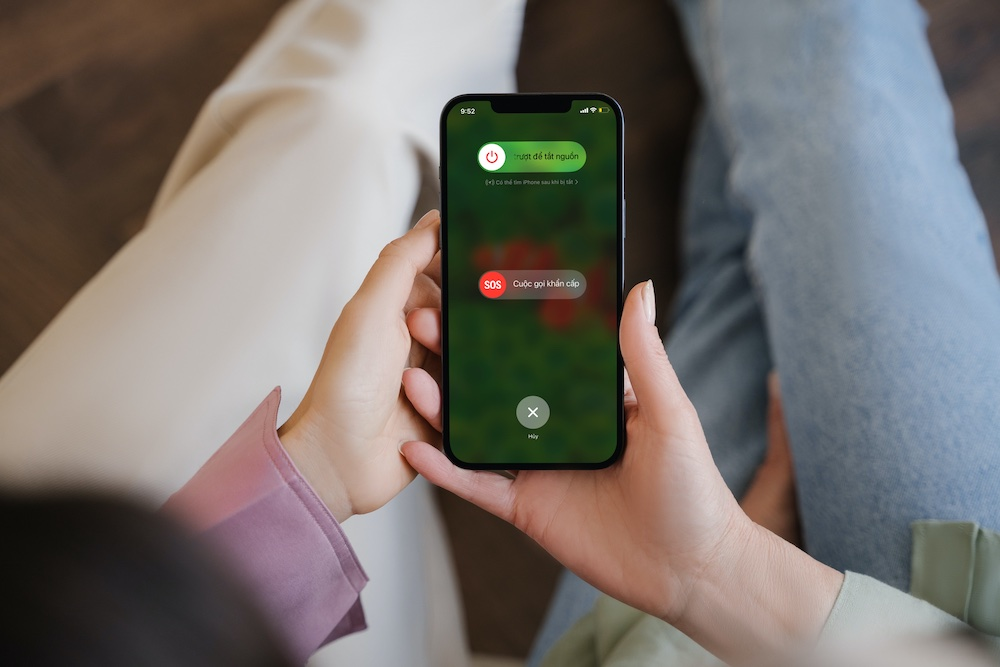 9:52
trượt để tắt nguồn
Có thể tìm iPhone sau khi bị tắt
SOS
Cuộc gọi khẩn cấp
Hủy